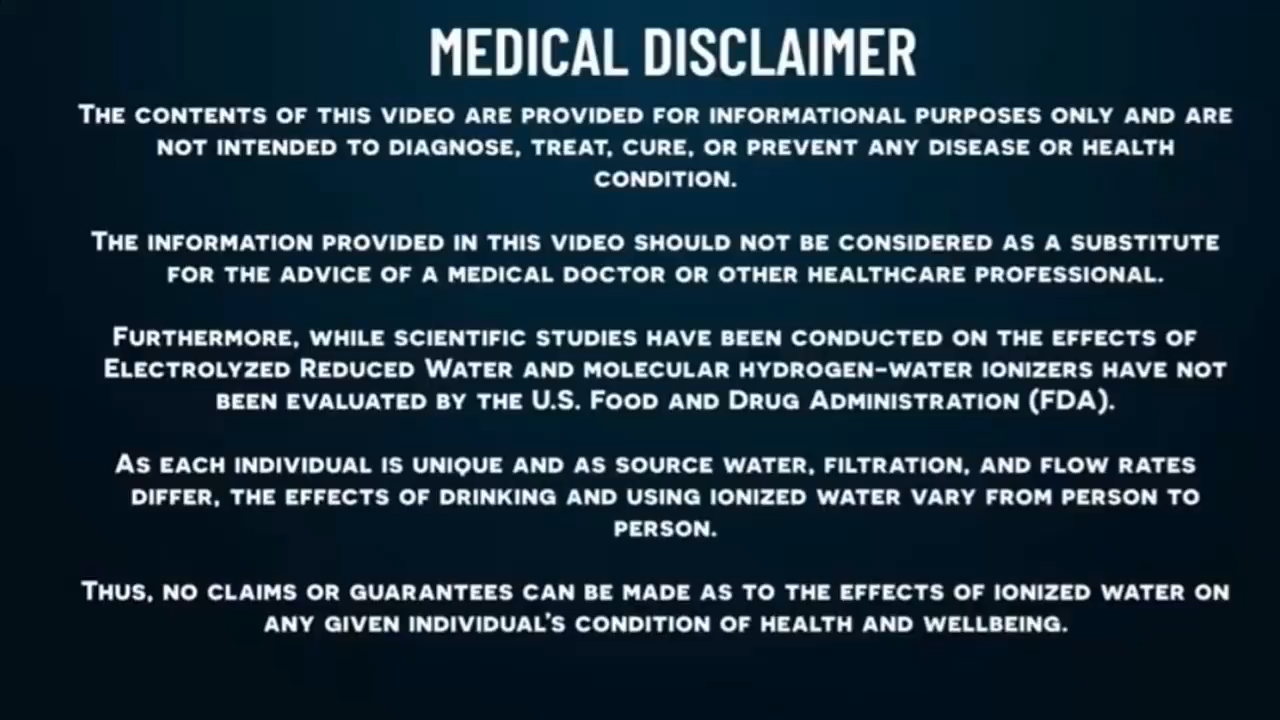 MEDICAL DISCLAIMER
THE CONTENTS OF THIS VIDEO ARE PROVIDED FOR INFORMATIONAL PURPOSES ONLY AND ARE
NOT INTENDED TO DIAGNOSE, TREAT, CURE, OR PREVENT ANY DISEASE OR HEALTH
CONDITION.
THE INFORMATION PROVIDED IN THIS VIDEO SHOULD NOT BE CONSIDERED AS A SUBSTITUTE
FOR THE ADVICE OF A MEDICAL DOCTOR OR OTHER HEALTHCARE PROFESSIONAL.
FURTHERMORE, WHILE SCIENTIFIC STUDIES HAVE BEEN CONDUCTED ON THE EFFECTS OF
ELECTROLYZED REDUCED WATER AND MOLECULAR HYDROGEN-WATER IONIZERS HAVE NOT
BEEN EVALUATED BY THE U.S. FOOD AND DRUG ADMINISTRATION (FDA).
AS EACH INDIVIDUAL IS UNIQUE AND AS SOURCE WATER, FILTRATION, AND FLOW RATES
DIFFER, THE EFFECTS OF DRINKING AND USING IONIZED WATER VARY FROM PERSON TO
PERSON.
THUS, NO CLAIMS OR GUARANTEES CAN BE MADE AS TO THE EFFECTS OF IONIZED WATER ON
ANY GIVEN INDIVIDUAL'S CONDITION OF HEALTH AND WELLBEING.